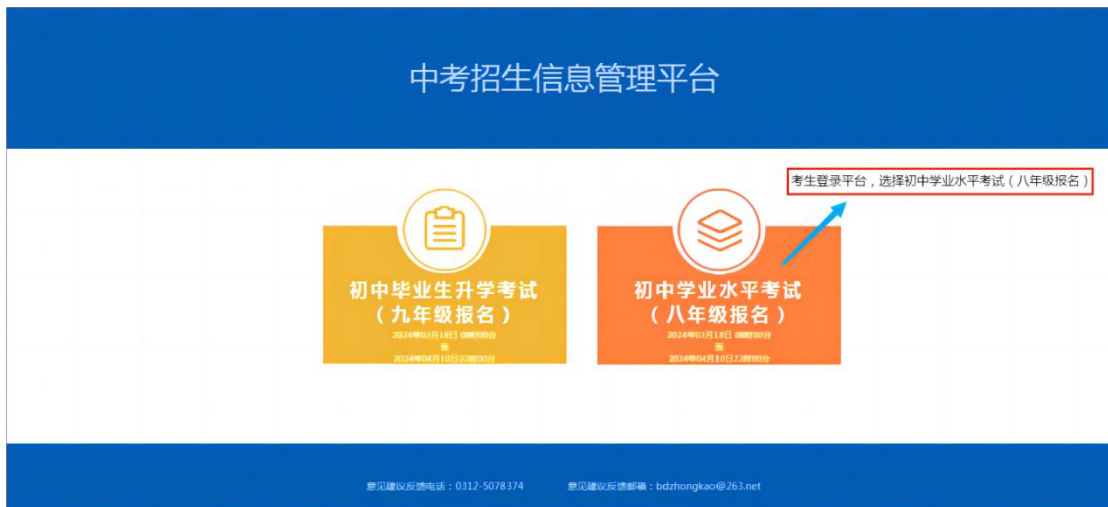 中考招生信息管理平台
考生登录平台，选择初中学业水平考试（八年级报名）
初中毕业生升学考试
（九年级报名）
2024年03月18日 08时00分
至
2024年04月10日22时00分
初中学业水平考试
（八年级报名）
2024年03月18日 08时00分
至
2024年04月10日22时00分
意见建议反馈电话：0312-5078374
意见建议反馈邮箱：bdzhongkao@263.net